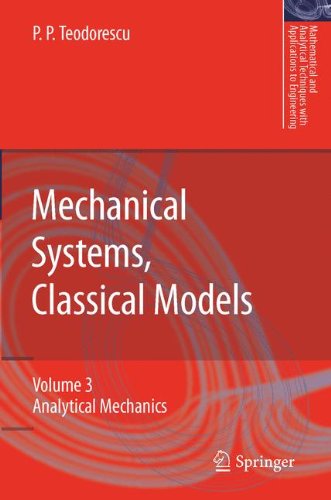 P. P. Teodorescu
Mathematical and
Analytical Techniques with
Applications to Engineering
Mechanical
Systems,
Classical Models
Volume 3
Analytical Mechanics
Springer